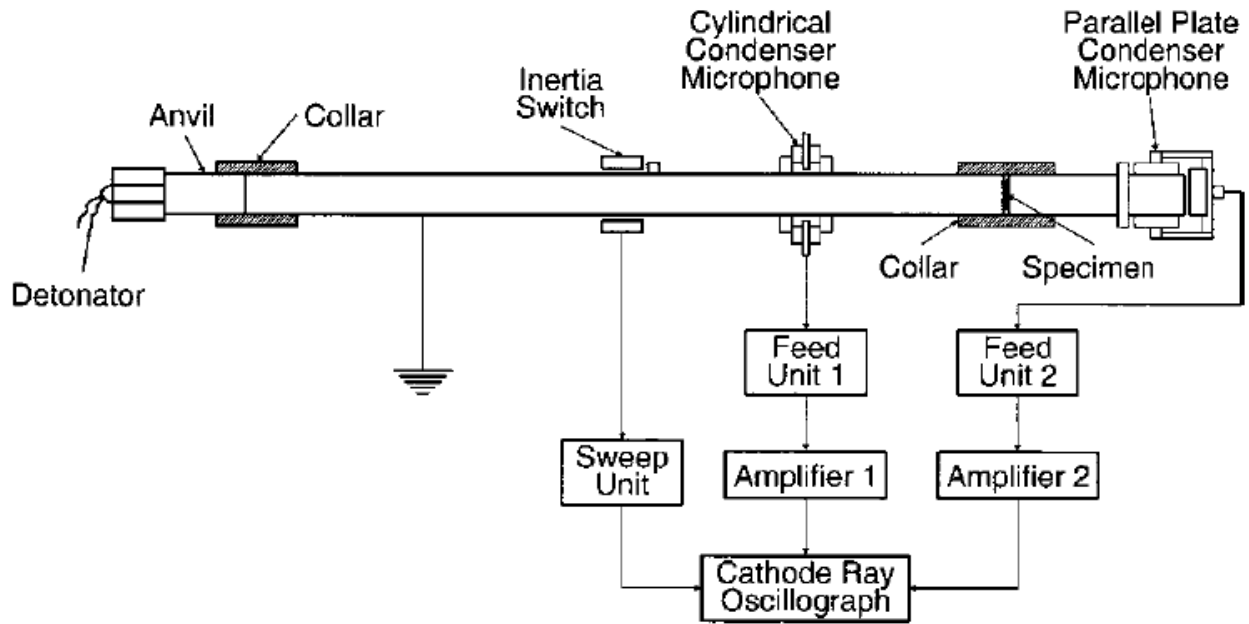 Cylindrical
Condenser
Microphone
Parallel Plate
Condenser
Microphone
Inertia
Switch
Anvil
Collar
Detonator
Collar
Specimen
Feed
Unit 1
Feed
Unit 2
Sweep
Unit
Amplifier 1
Amplifier 2
Cathode Ray
Oscillograph